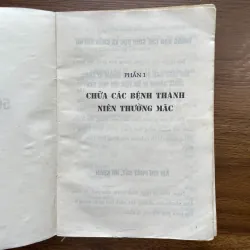 PHẦN I
CHỮA CÁC BỆNH THANH
NIÊN THƯỜNG MẮC